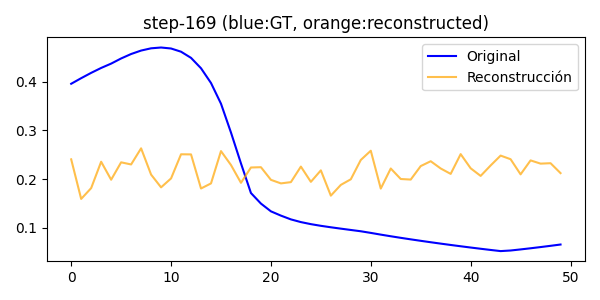 step-169 (blue:GT, orange:reconstructed)
Original
Reconstrucción
0.4
0.3
0.2
0.1
0 10 20 30 40 50